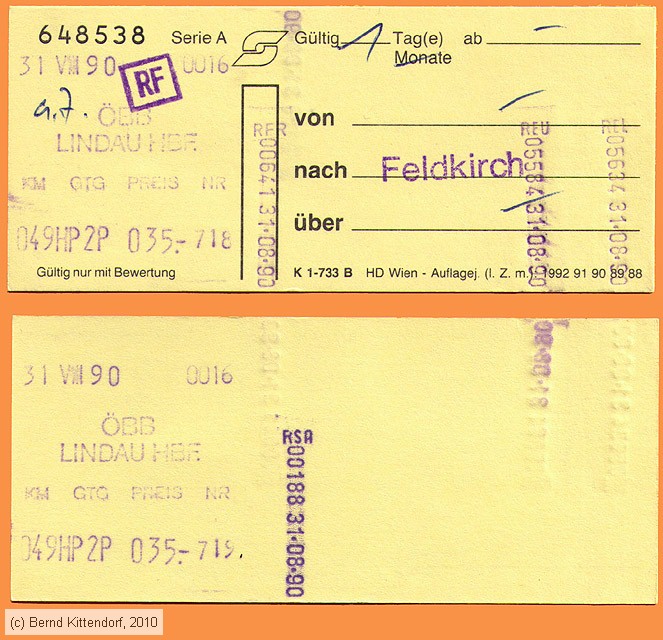 648538 Serie A Gültig 1 Tag(e) ab
Monate
31 VIII 90 0016
RF
a.7.
ÖBB
LINDAU HBF
KM GTG PREIS NR
049HP2P 035.- 718
Gültig nur mit Bewertung
von
nach Feldkirch
über
K 1-733 B HD Wien - Auflagej. (l. Z. m.): 1992 91 90 89 88
RFR
00641 31-08-90
REU
05584 31-08-90
05634 31-08-90
31 VIII 90 0016
ÖBB
LINDAU HBF
KM GTG PREIS NR
049HP2P 035.- 719.
RSA
00188 31-08-90
(c) Bernd Kittendorf, 2010